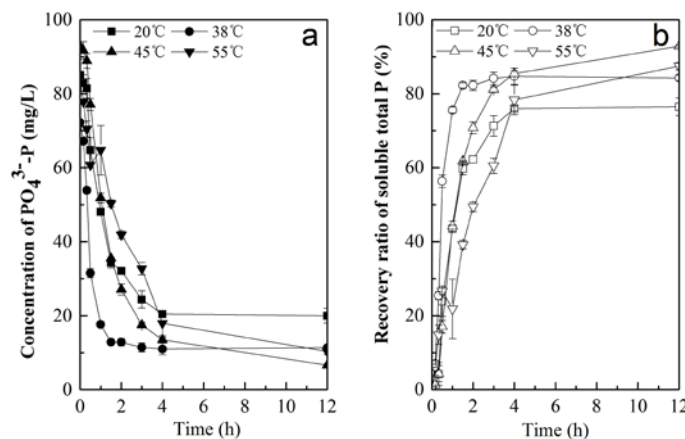 a
20℃ 38℃
45℃ 55℃
Concentration of PO₄³⁻-P (mg/L)
100
80
60
40
20
0
0 2 4 6 8 10 12
Time (h)
b
20℃ 38℃
45℃ 55℃
Recovery ratio of soluble total P (%)
100
80
60
40
20
0
0 2 4 6 8 10 12
Time (h)